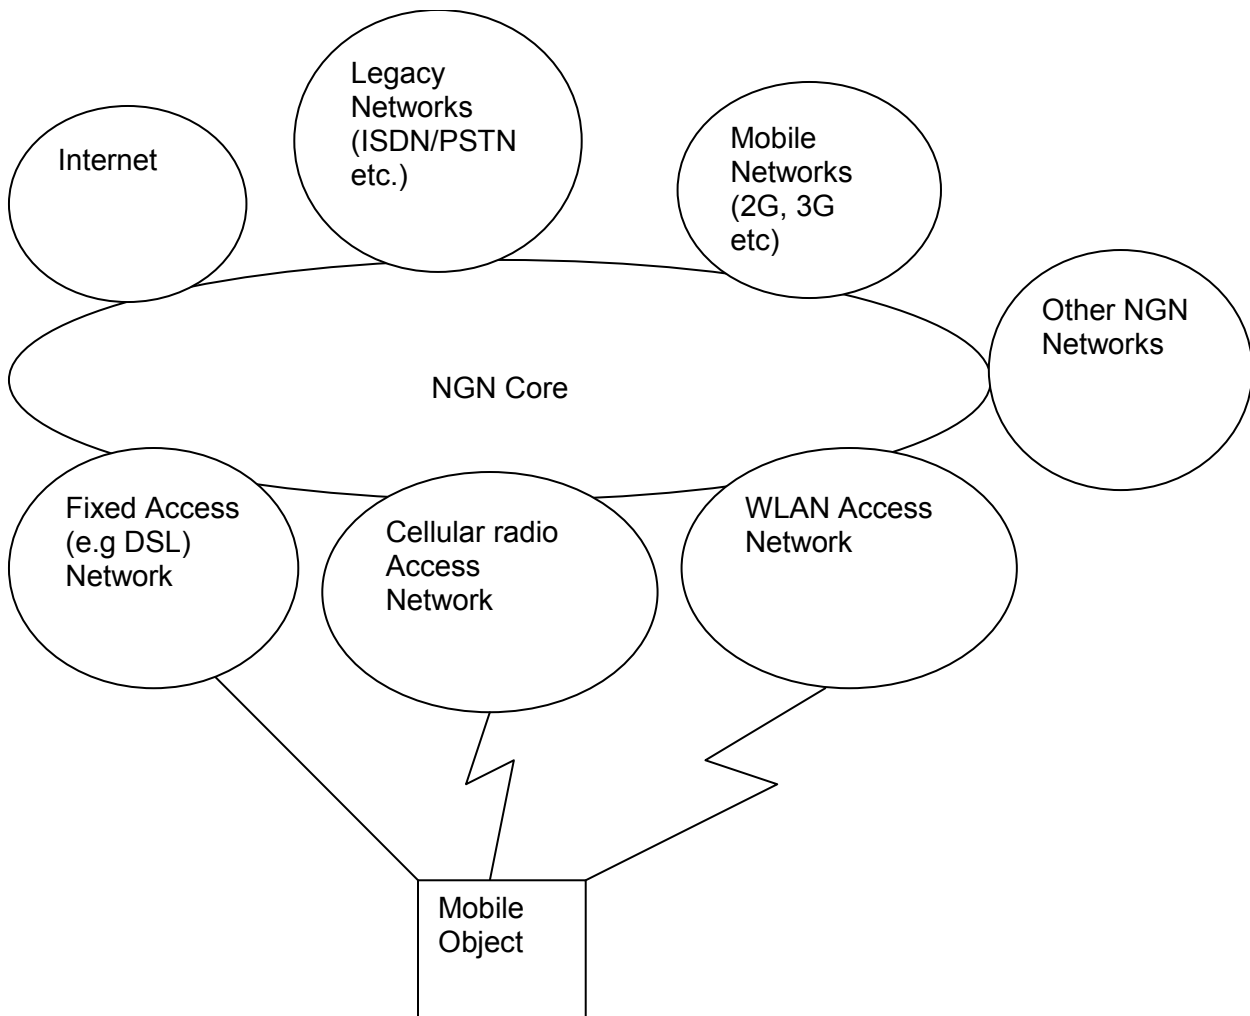 Legacy
Networks
(ISDN/PSTN
etc.)
Internet
Mobile
Networks
(2G, 3G
etc)
Other NGN
Networks
NGN Core
Fixed Access
(e.g DSL)
Network
Cellular radio
Access
Network
WLAN Access
Network
Mobile
Object